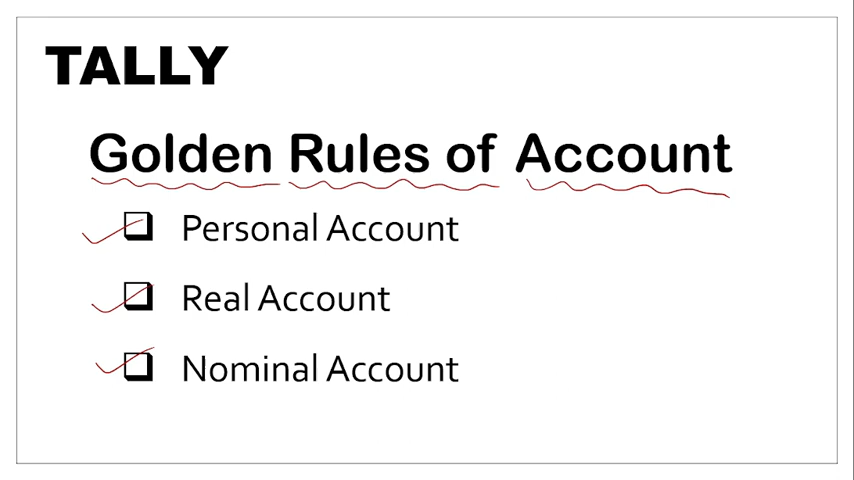 TALLY
Golden Rules of Account
Personal Account
Real Account
Nominal Account